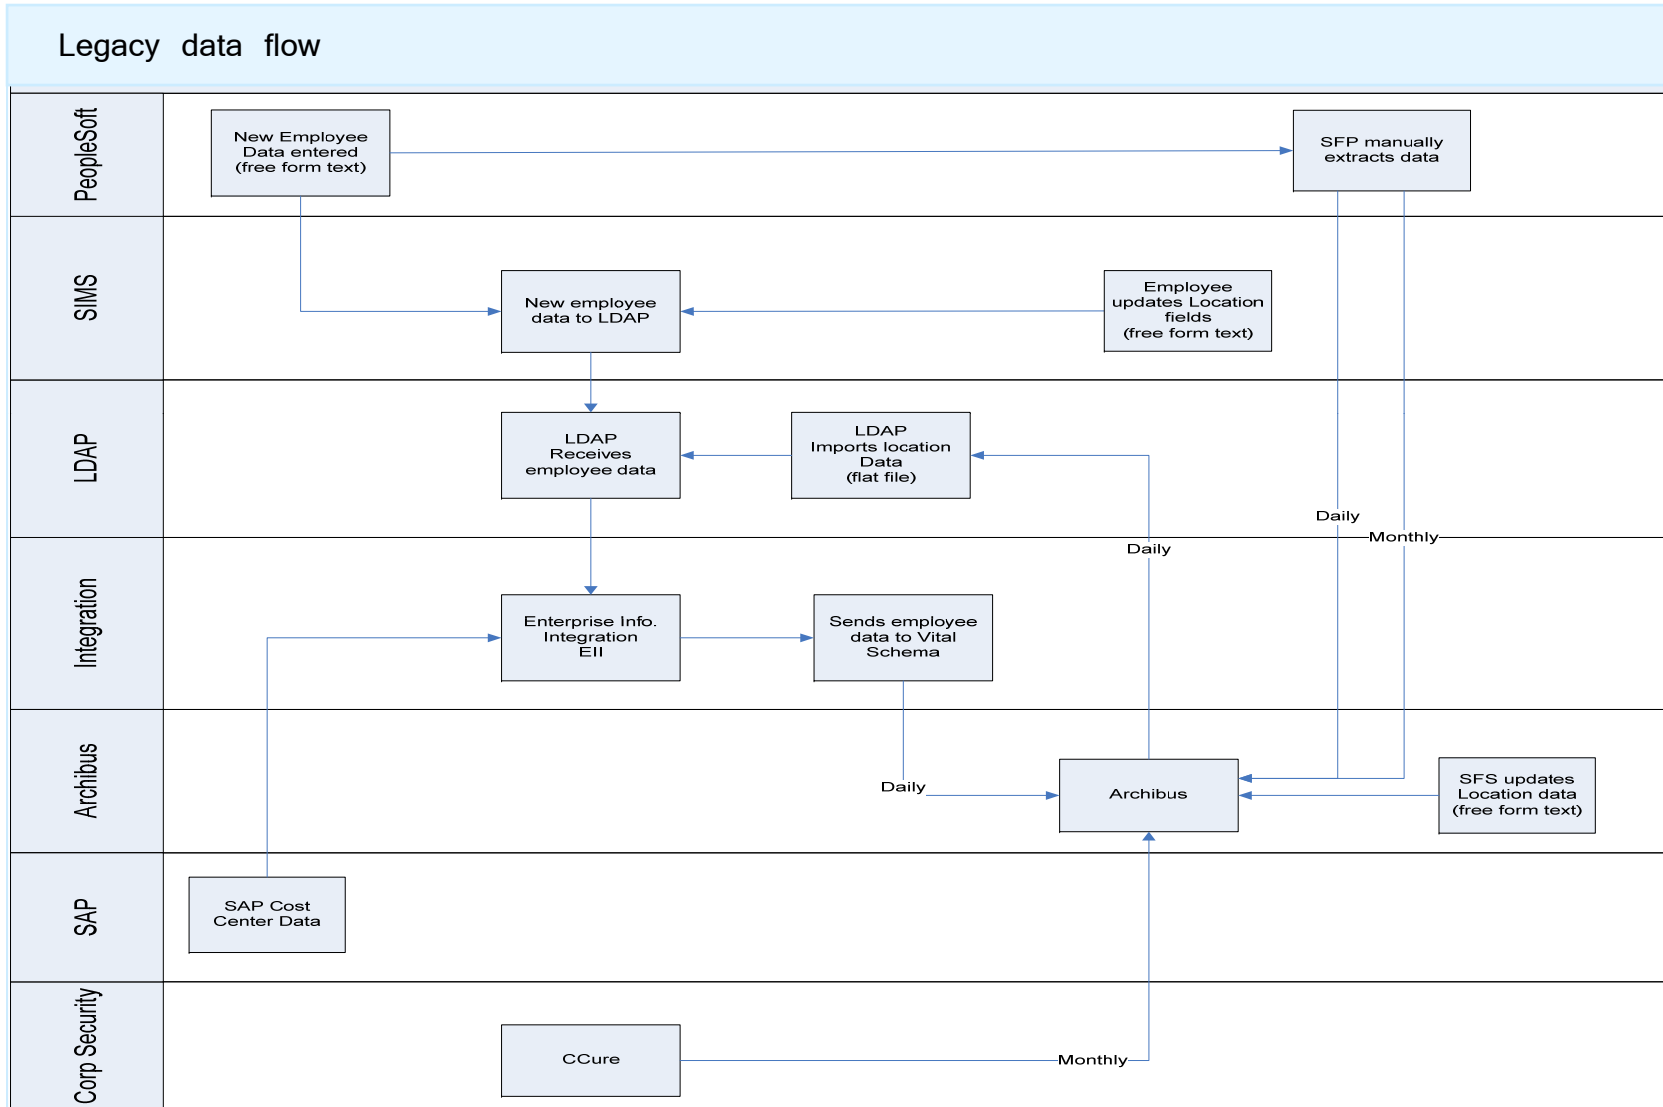 Legacy data flow
PeopleSoft
New Employee
Data entered
(free form text)
SFP manually
extracts data
SIMS
New employee
data to LDAP
Employee
updates Location
fields
(free form text)
LDAP
LDAP
Receives
employee data
LDAP
Imports location
Data
(flat file)
Daily
Monthly
Daily
Integration
Enterprise Info.
Integration
EII
Sends employee
data to Vital
Schema
Archibus
Daily
Archibus
SFS updates
Location data
(free form text)
SAP
SAP Cost
Center Data
Corp Security
CCure
Monthly